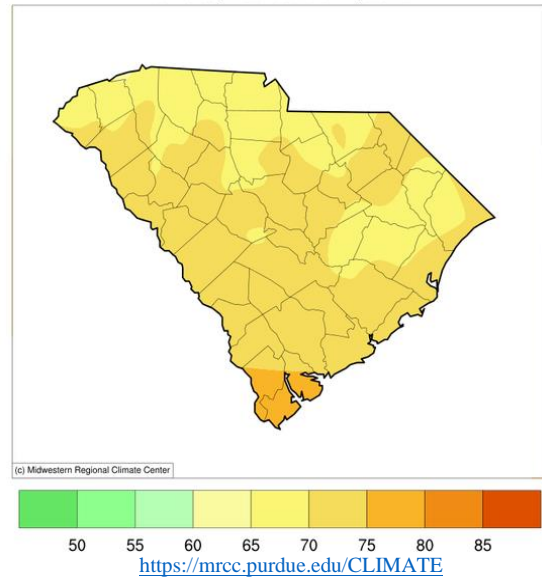 (c) Midwestern Regional Climate Center
50 55 60 65 70 75 80 85
https://mrcc.purdue.edu/CLIMATE